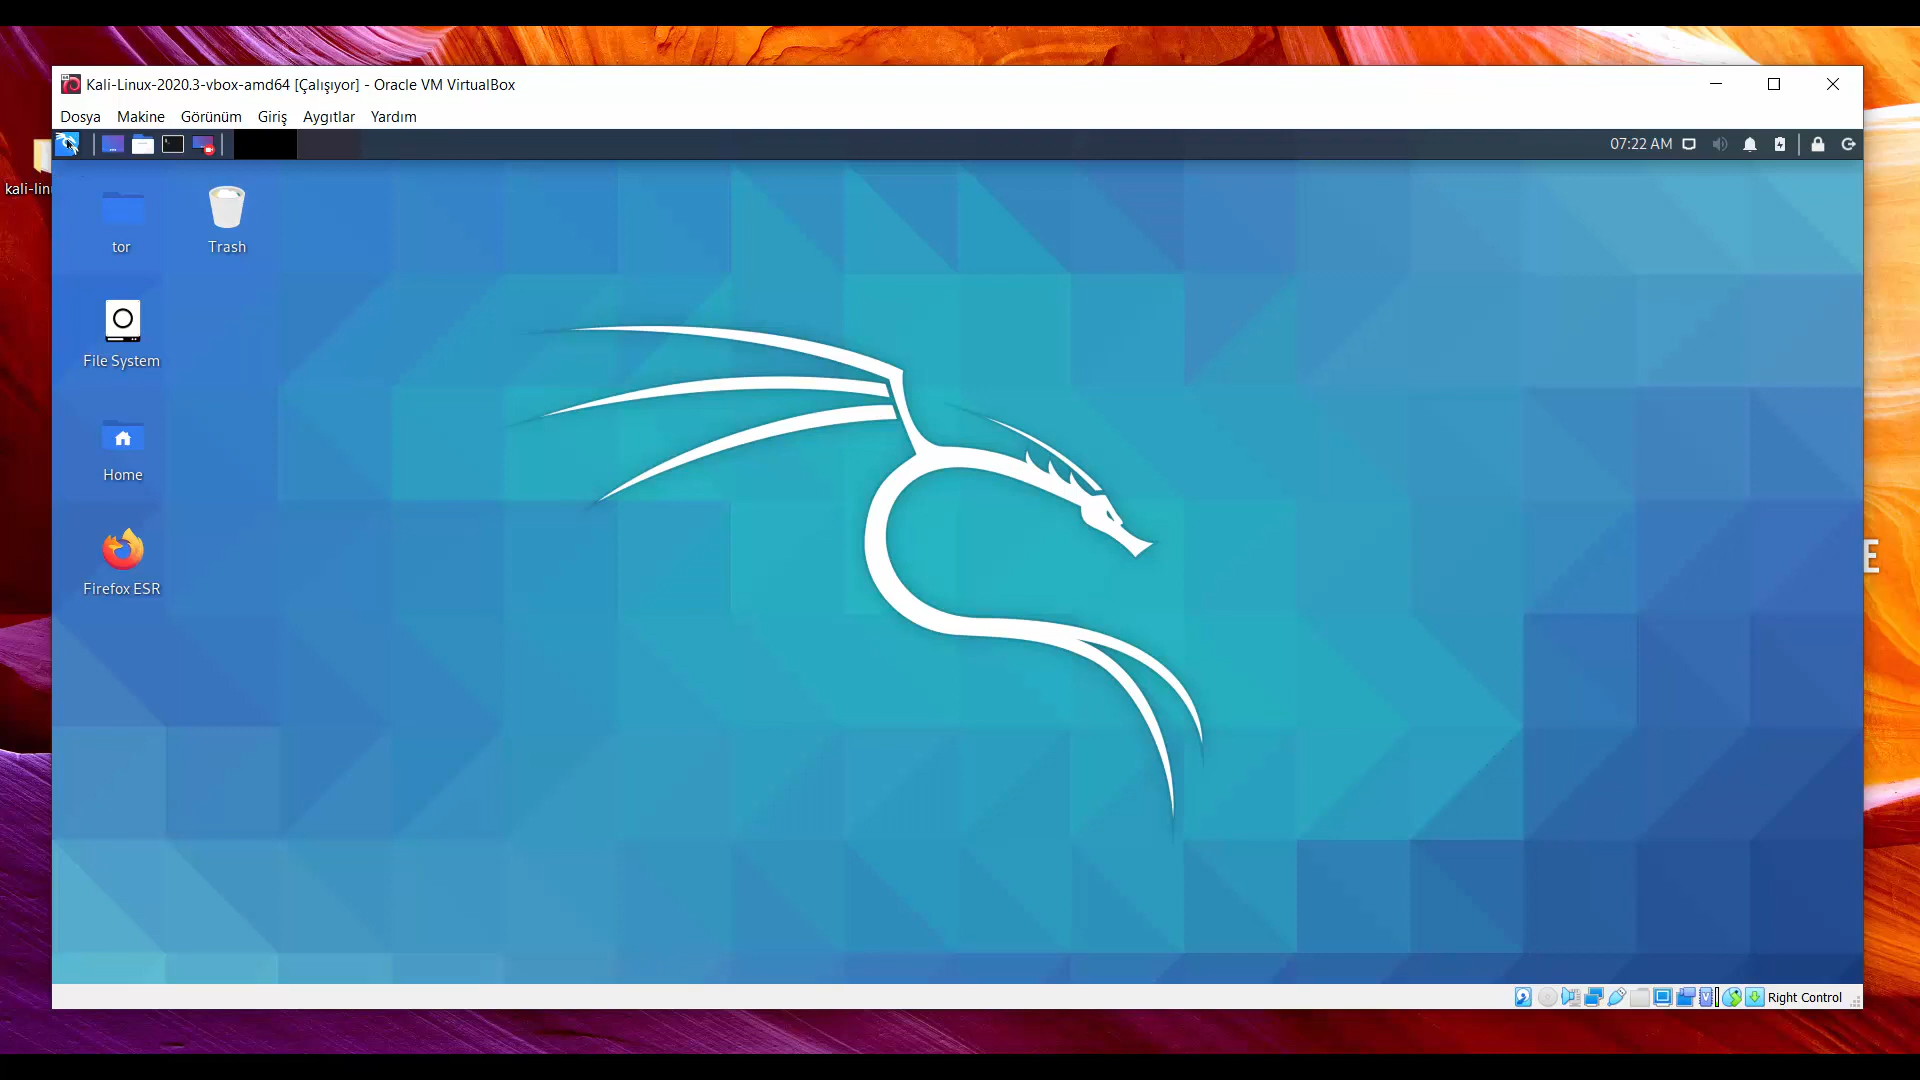 Kali-Linux-2020.3-vbox-amd64 [Çalışıyor] - Oracle VM VirtualBox
Dosya Makine Görünüm Giriş Aygıtlar Yardım
07:22 AM
kali-linu
tor
Trash
File System
Home
Firefox ESR
E
Right Control